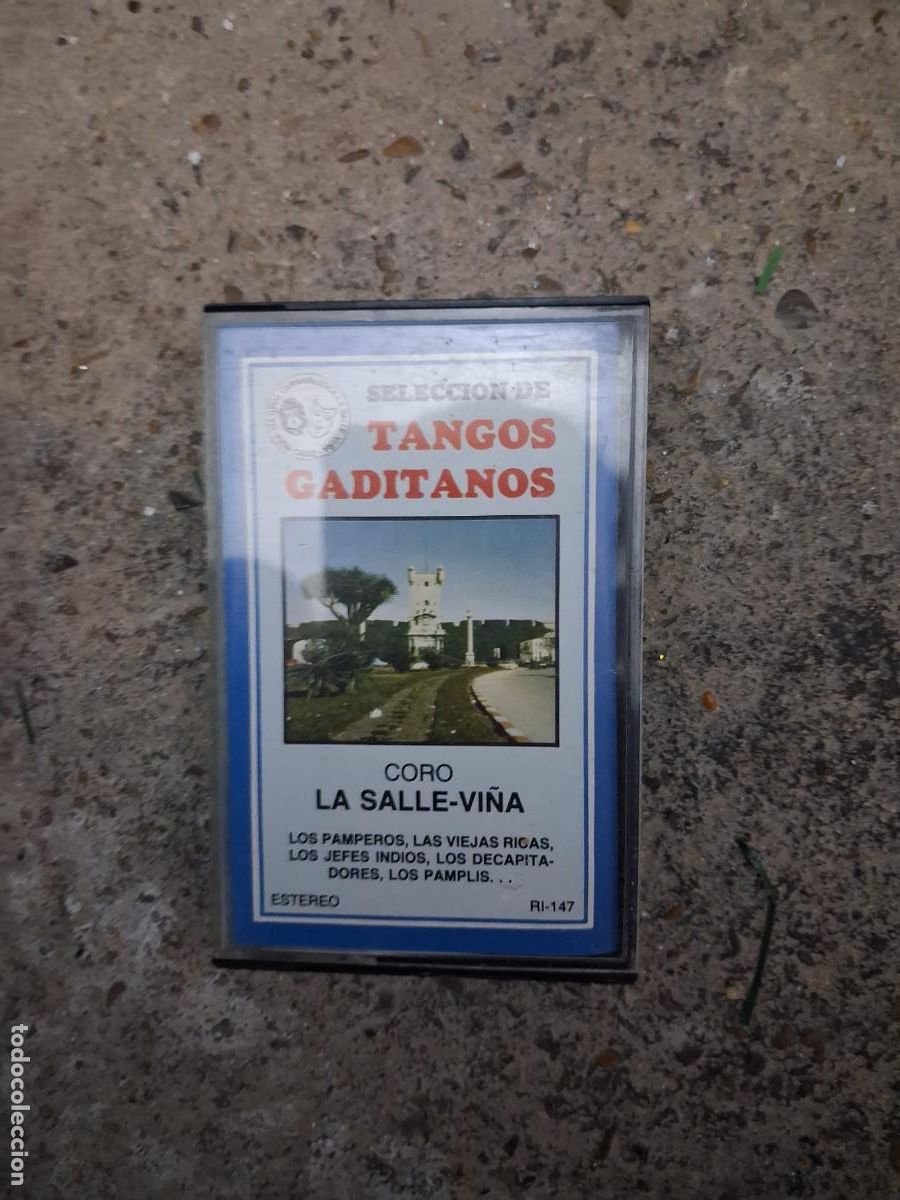 SELECCION DE
TANGOS
GADITANOS
CORO
LA SALLE-VIÑA
LOS PAMPEROS, LAS VIEJAS RICAS,
LOS JEFES INDIOS, LOS DECAPITA-
DORES, LOS PAMPLIS...
ESTEREO
RI-147
todocoleccion